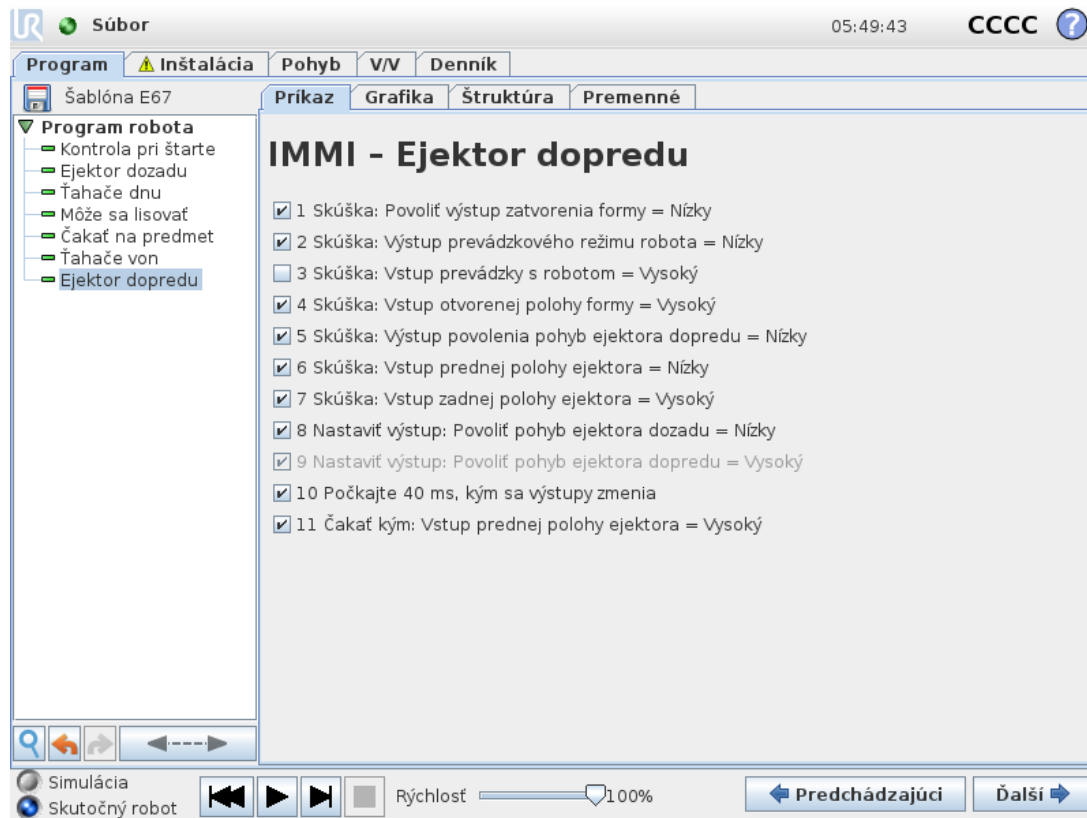 UR Súbor 05:49:43 CCCC ?
Program Inštalácia Pohyb V/V Denník
Šablóna E67 Príkaz Grafika Štruktúra Premenné
Program robota
Kontrola pri štarte
Ejektor dozadu
Ťahače dnu
Môže sa lisovať
Čakať na predmet
Ťahače von
Ejektor dopredu
IMMI – Ejektor dopredu
1 Skúška: Povoliť výstup zatvorenia formy = Nízky
2 Skúška: Výstup prevádzkového režimu robota = Nízky
3 Skúška: Vstup prevádzky s robotom = Vysoký
4 Skúška: Vstup otvorenej polohy formy = Vysoký
5 Skúška: Výstup povolenia pohyb ejektora dopredu = Nízky
6 Skúška: Vstup prednej polohy ejektora = Nízky
7 Skúška: Vstup zadnej polohy ejektora = Vysoký
8 Nastaviť výstup: Povoliť pohyb ejektora dozadu = Nízky
9 Nastaviť výstup: Povoliť pohyb ejektora dopredu = Vysoký
10 Počkajte 40 ms, kým sa výstupy zmenia
11 Čakať kým: Vstup prednej polohy ejektora = Vysoký
Simulácia
Skutočný robot
Rýchlosť 100%
Predchádzajúci Ďalší